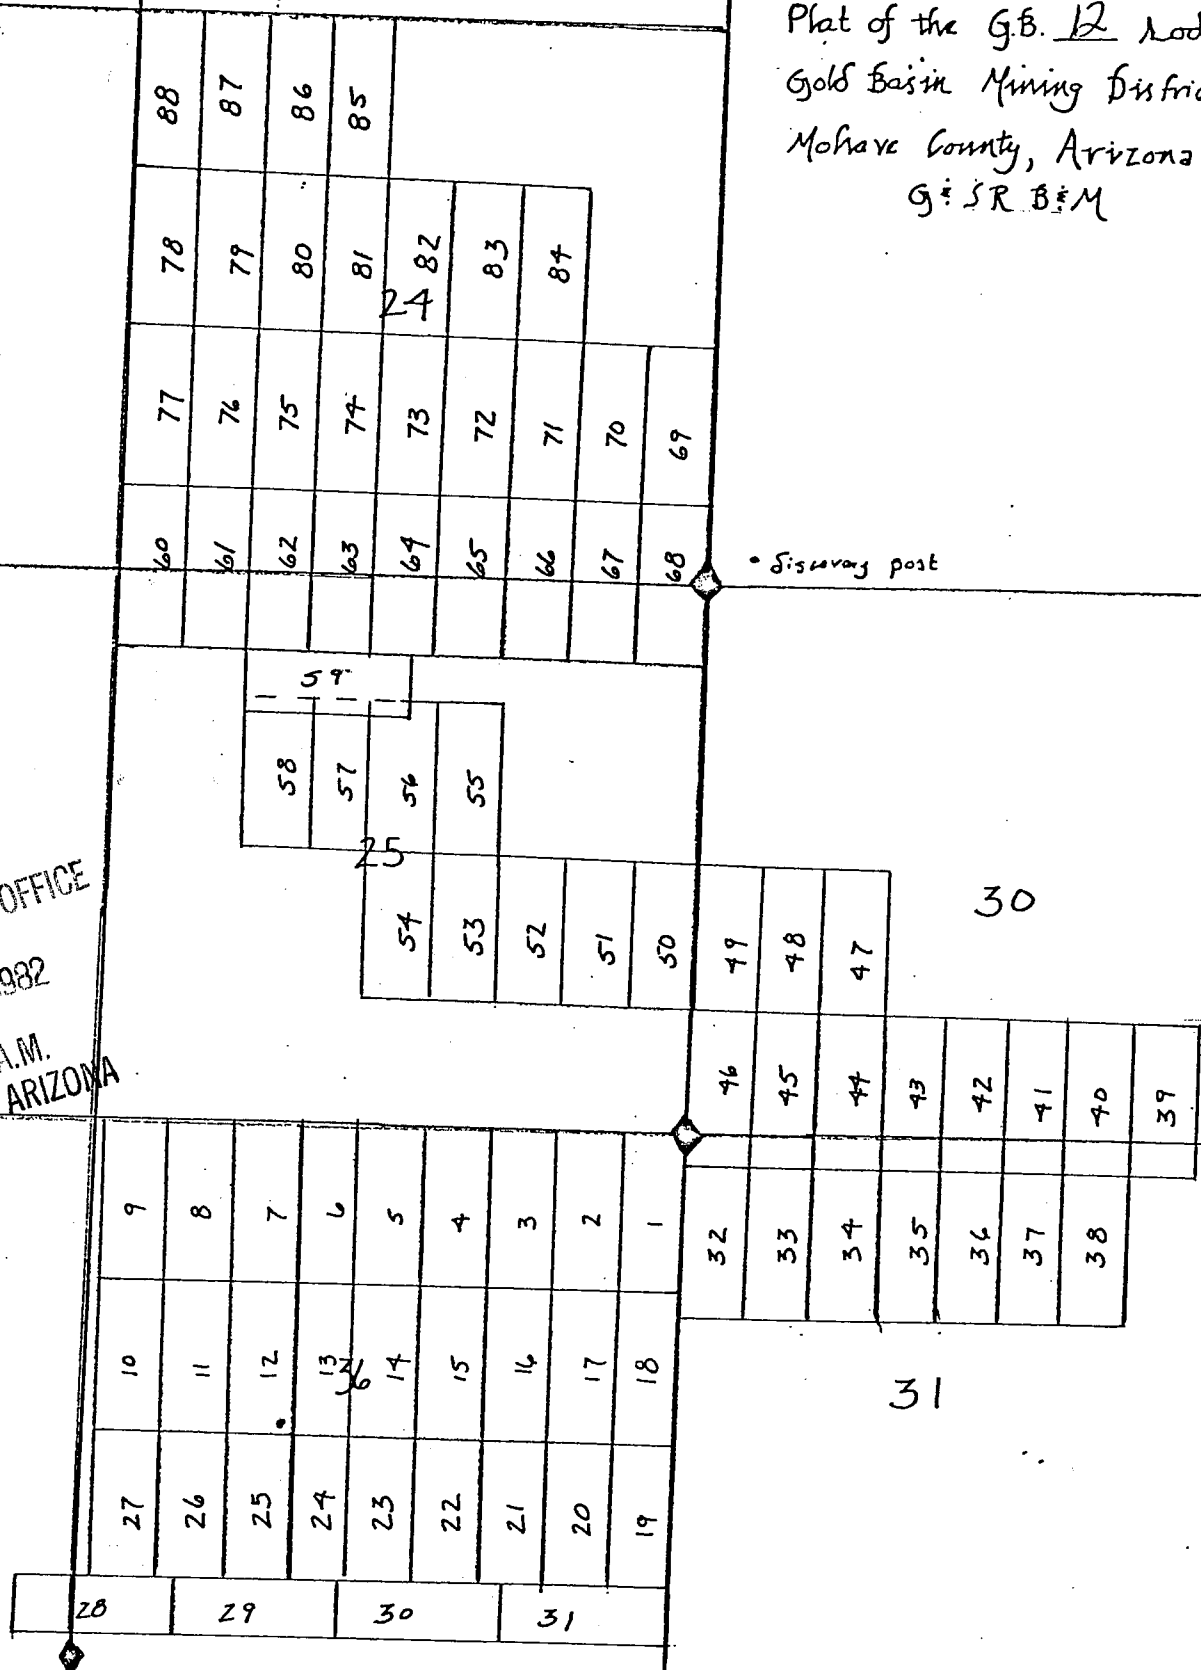 Plat of the G.B. 12 Lod
Gold Basin Mining Distric
Mohave County, Arizona
G & S R B & M
88 87 86 85
78 79 80 81 82 83 84
24
77 76 75 74 73 72 71 70 69
60 61 62 63 64 65 66 67 68
• discovery post
59
58 57 56 55
25
54 53 52 51 50 49 48 47
30
OFFICE
1982
A.M.
ARIZONA
46 45 44 43 42 41 40 39
9 8 7 6 5 4 3 2 1
32 33 34 35 36 37 38
10 11 12 13 14 15 16 17 18
36
31
27 26 25 24 23 22 21 20 19
28 29 30 31